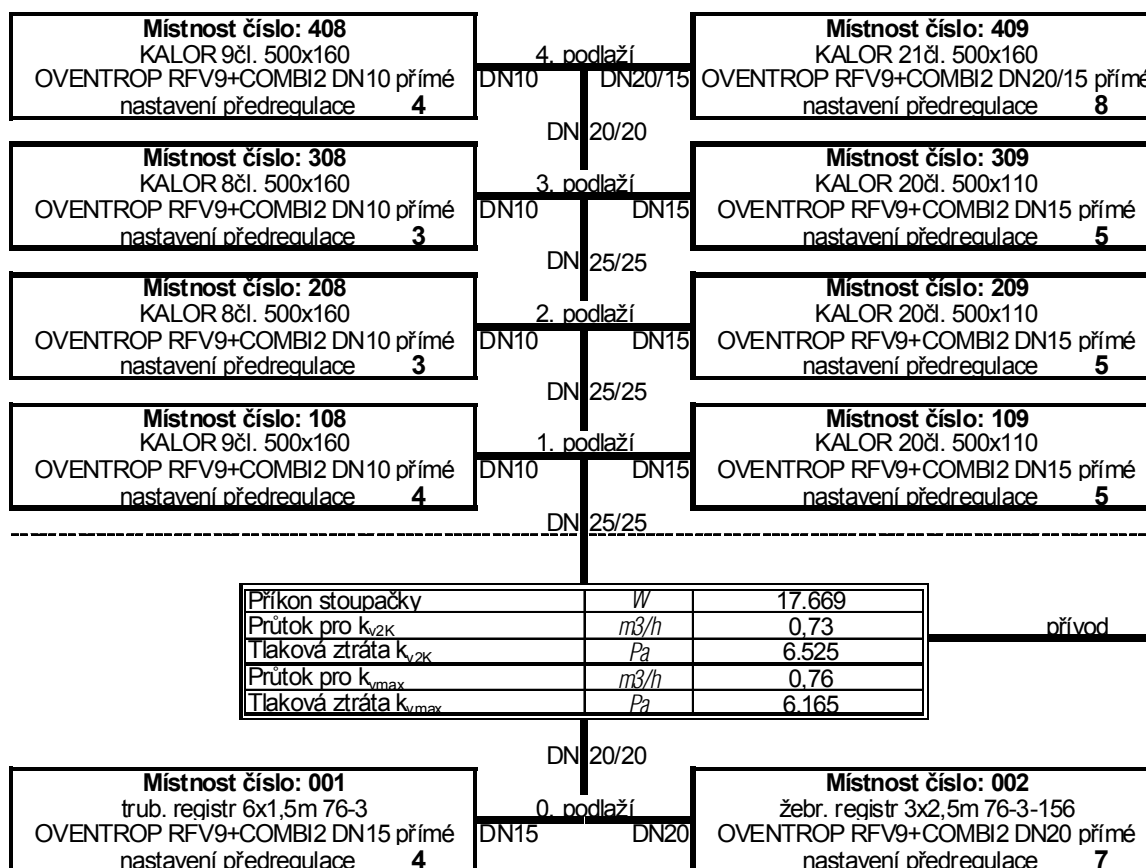 Místnost číslo: 408
KALOR 9čl. 500x160
OVENTROP RFV9+COMBI2 DN10 přímé
nastavení předregulace 4
4. podlaží
DN10 DN20/15
Místnost číslo: 409
KALOR 21čl. 500x160
OVENTROP RFV9+COMBI2 DN20/15 přímé
nastavení předregulace 8
DN 20/20
Místnost číslo: 308
KALOR 8čl. 500x160
OVENTROP RFV9+COMBI2 DN10 přímé
nastavení předregulace 3
3. podlaží
DN10 DN15
Místnost číslo: 309
KALOR 20čl. 500x110
OVENTROP RFV9+COMBI2 DN15 přímé
nastavení předregulace 5
DN 25/25
Místnost číslo: 208
KALOR 8čl. 500x160
OVENTROP RFV9+COMBI2 DN10 přímé
nastavení předregulace 3
2. podlaží
DN10 DN15
Místnost číslo: 209
KALOR 20čl. 500x110
OVENTROP RFV9+COMBI2 DN15 přímé
nastavení předregulace 5
DN 25/25
Místnost číslo: 108
KALOR 9čl. 500x160
OVENTROP RFV9+COMBI2 DN10 přímé
nastavení předregulace 4
1. podlaží
DN10 DN15
Místnost číslo: 109
KALOR 20čl. 500x110
OVENTROP RFV9+COMBI2 DN15 přímé
nastavení předregulace 5
DN 25/25
Příkon stoupačky W 17.669
Průtok pro kv2K m3/h 0,73
Tlaková ztráta kv2K Pa 6.525
Průtok pro kvmax m3/h 0,76
Tlaková ztráta kvmax Pa 6.165
přívod
DN 20/20
Místnost číslo: 001
trub. registr 6x1,5m 76-3
OVENTROP RFV9+COMBI2 DN15 přímé
nastavení předregulace 4
0. podlaží
DN15 DN20
Místnost číslo: 002
žebr. registr 3x2,5m 76-3-156
OVENTROP RFV9+COMBI2 DN20 přímé
nastavení předregulace 7